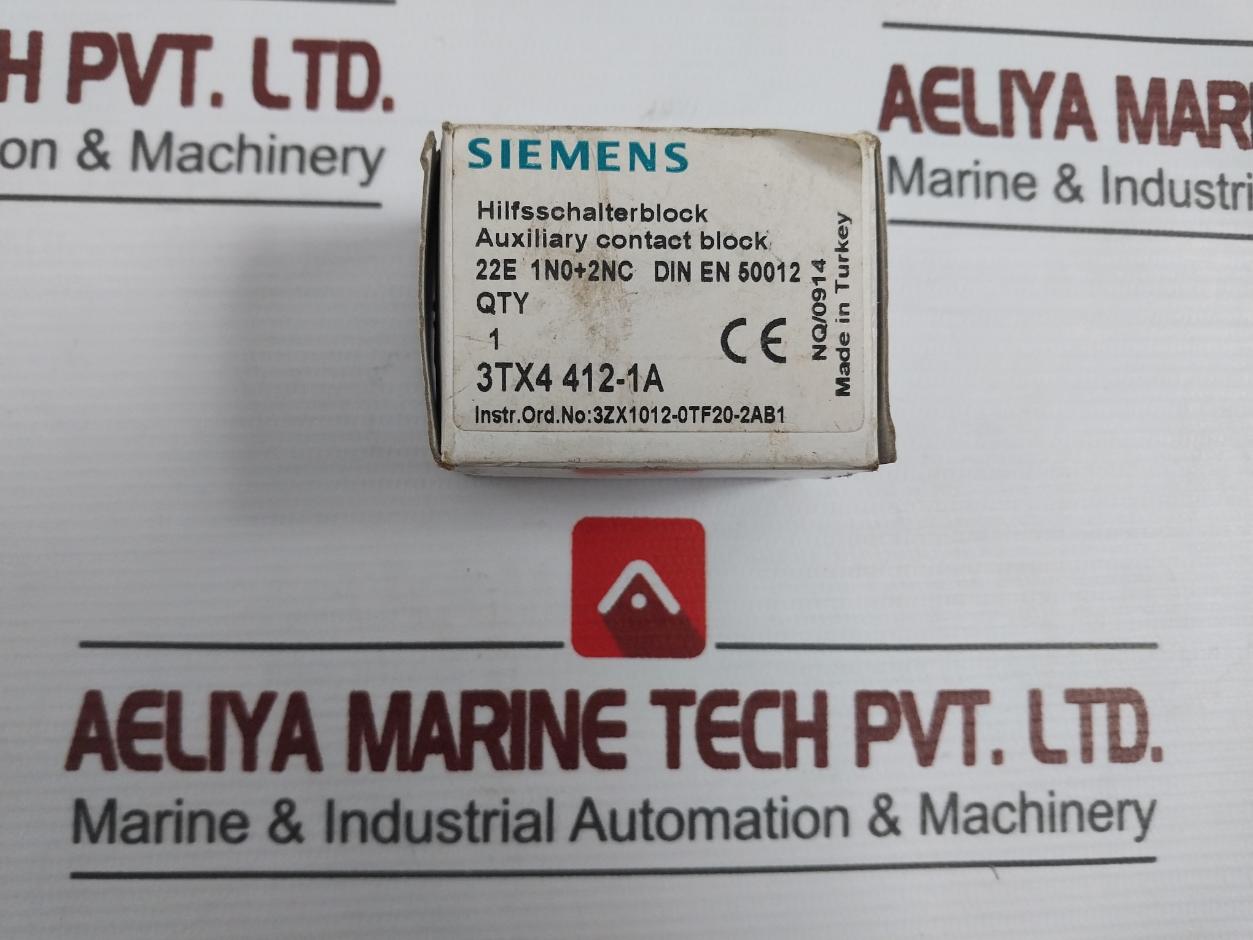 H PVT. LTD.
on & Machinery
AELIYA MAR
Marine & Industri
SIEMENS
Hilfsschalterblock
Auxiliary contact block
22E 1N0+2NC DIN EN 50012
QTY
1
CE
3TX4 412-1A
Instr.Ord.No:3ZX1012-0TF20-2AB1
NQ/0914
Made in Turkey
AELIYA MARINE TECH PVT. LTD.
Marine & Industrial Automation & Machinery